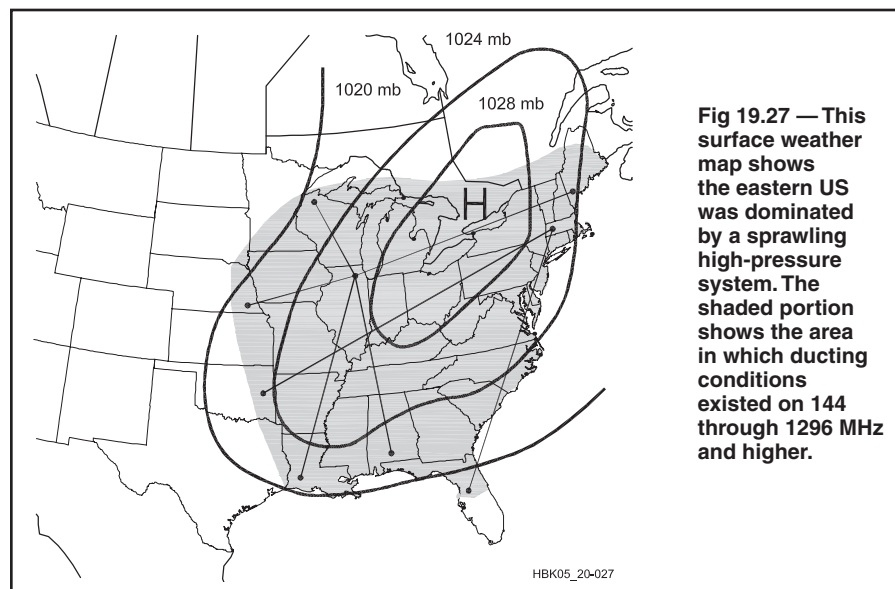 1024 mb
1020 mb
1028 mb
H
HBK05_20-027
Fig 19.27 — This
surface weather
map shows
the eastern US
was dominated
by a sprawling
high-pressure
system. The
shaded portion
shows the area
in which ducting
conditions
existed on 144
through 1296 MHz
and higher.